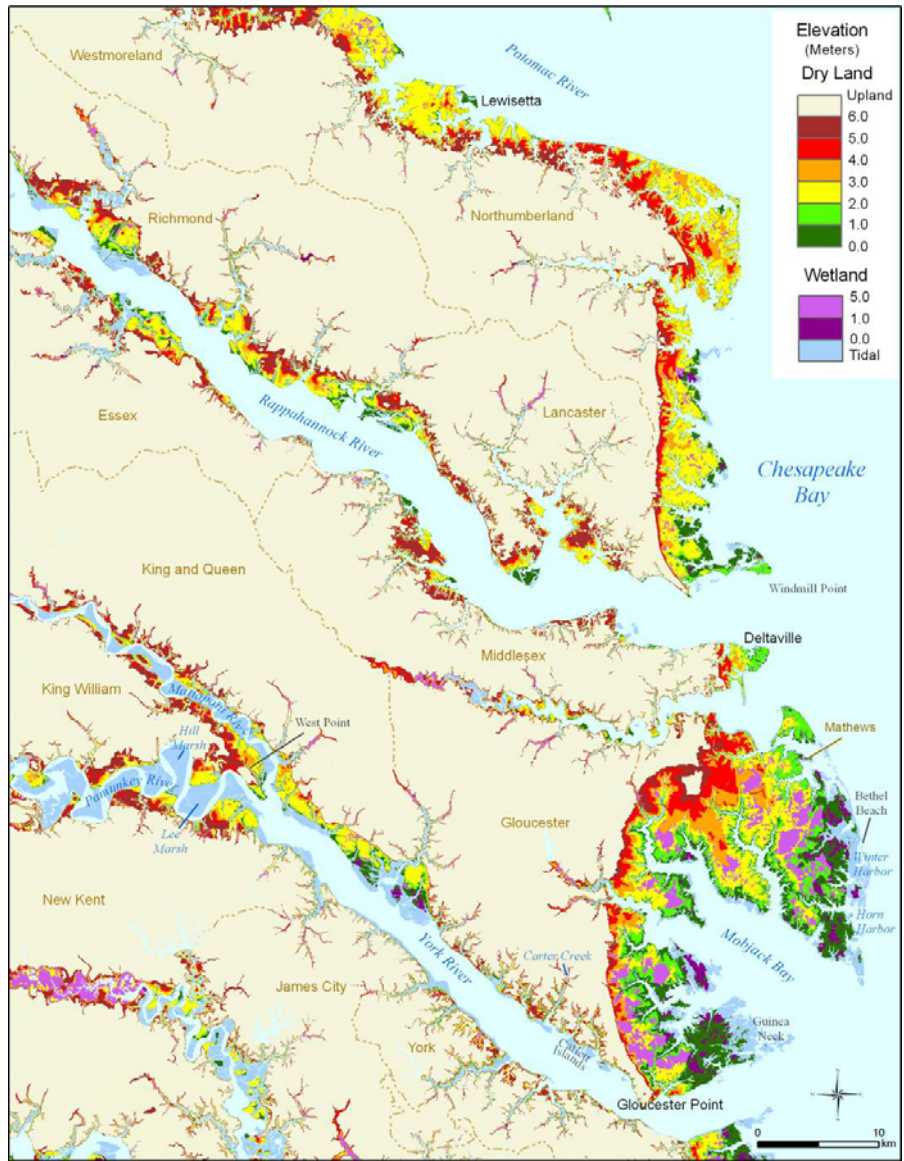 Elevation
(Meters)
Dry Land
Upland
6.0
5.0
4.0
3.0
2.0
1.0
0.0
Wetland
5.0
1.0
0.0
Tidal
Westmoreland
Potomac River
Lewisetta
Richmond
Northumberland
Essex
Rappahannock River
Lancaster
Chesapeake
Bay
King and Queen
Windmill Point
Deltaville
Middlesex
King William
Mattaponi River
West Point
Hill
Marsh
Mathews
Pamunkey River
Bethel
Beach
Lee
Marsh
Gloucester
Winter
Harbor
New Kent
Horn
Harbor
York River
Carter Creek
Mobjack Bay
James City
Guinea
Neck
York
Catlett
Islands
Gloucester Point
0
10
km